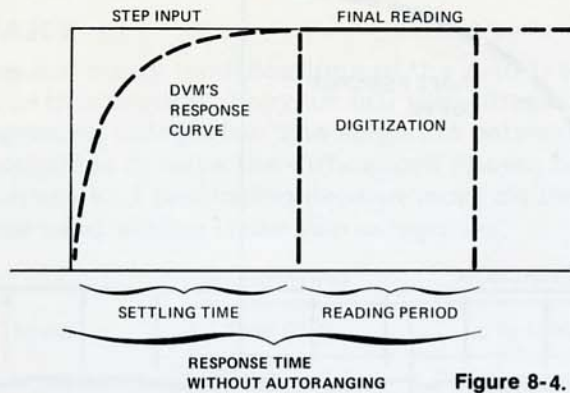 STEP INPUT
FINAL READING
DVM'S
RESPONSE
CURVE
DIGITIZATION
SETTLING TIME
READING PERIOD
RESPONSE TIME
WITHOUT AUTORANGING
Figure 8-4.